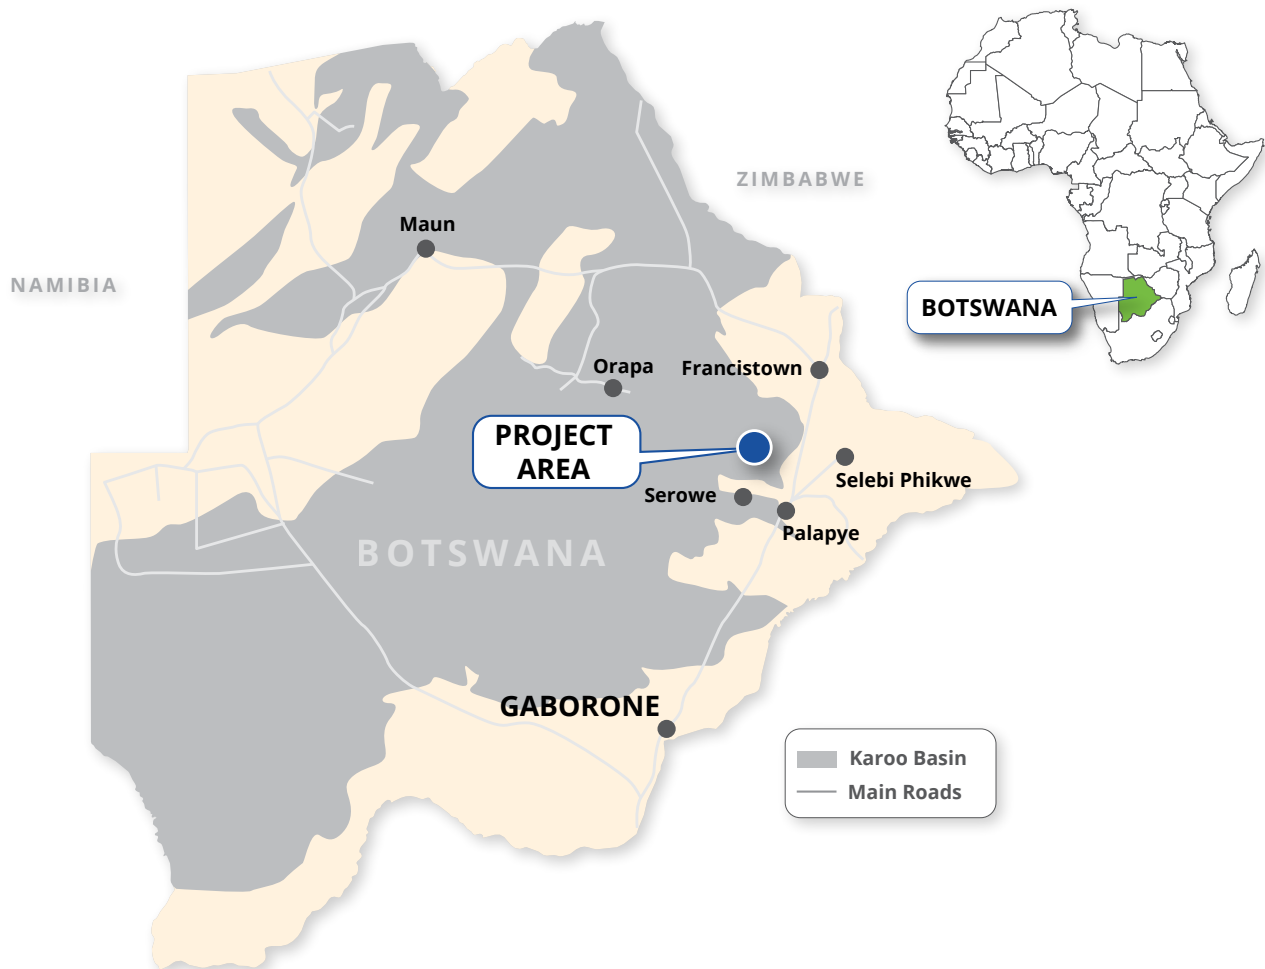 ZIMBABWE
Maun
NAMIBIA
BOTSWANA
Orapa
Francistown
PROJECT
AREA
Selebi Phikwe
Serowe
Palapye
BOTSWANA
GABORONE
Karoo Basin
Main Roads